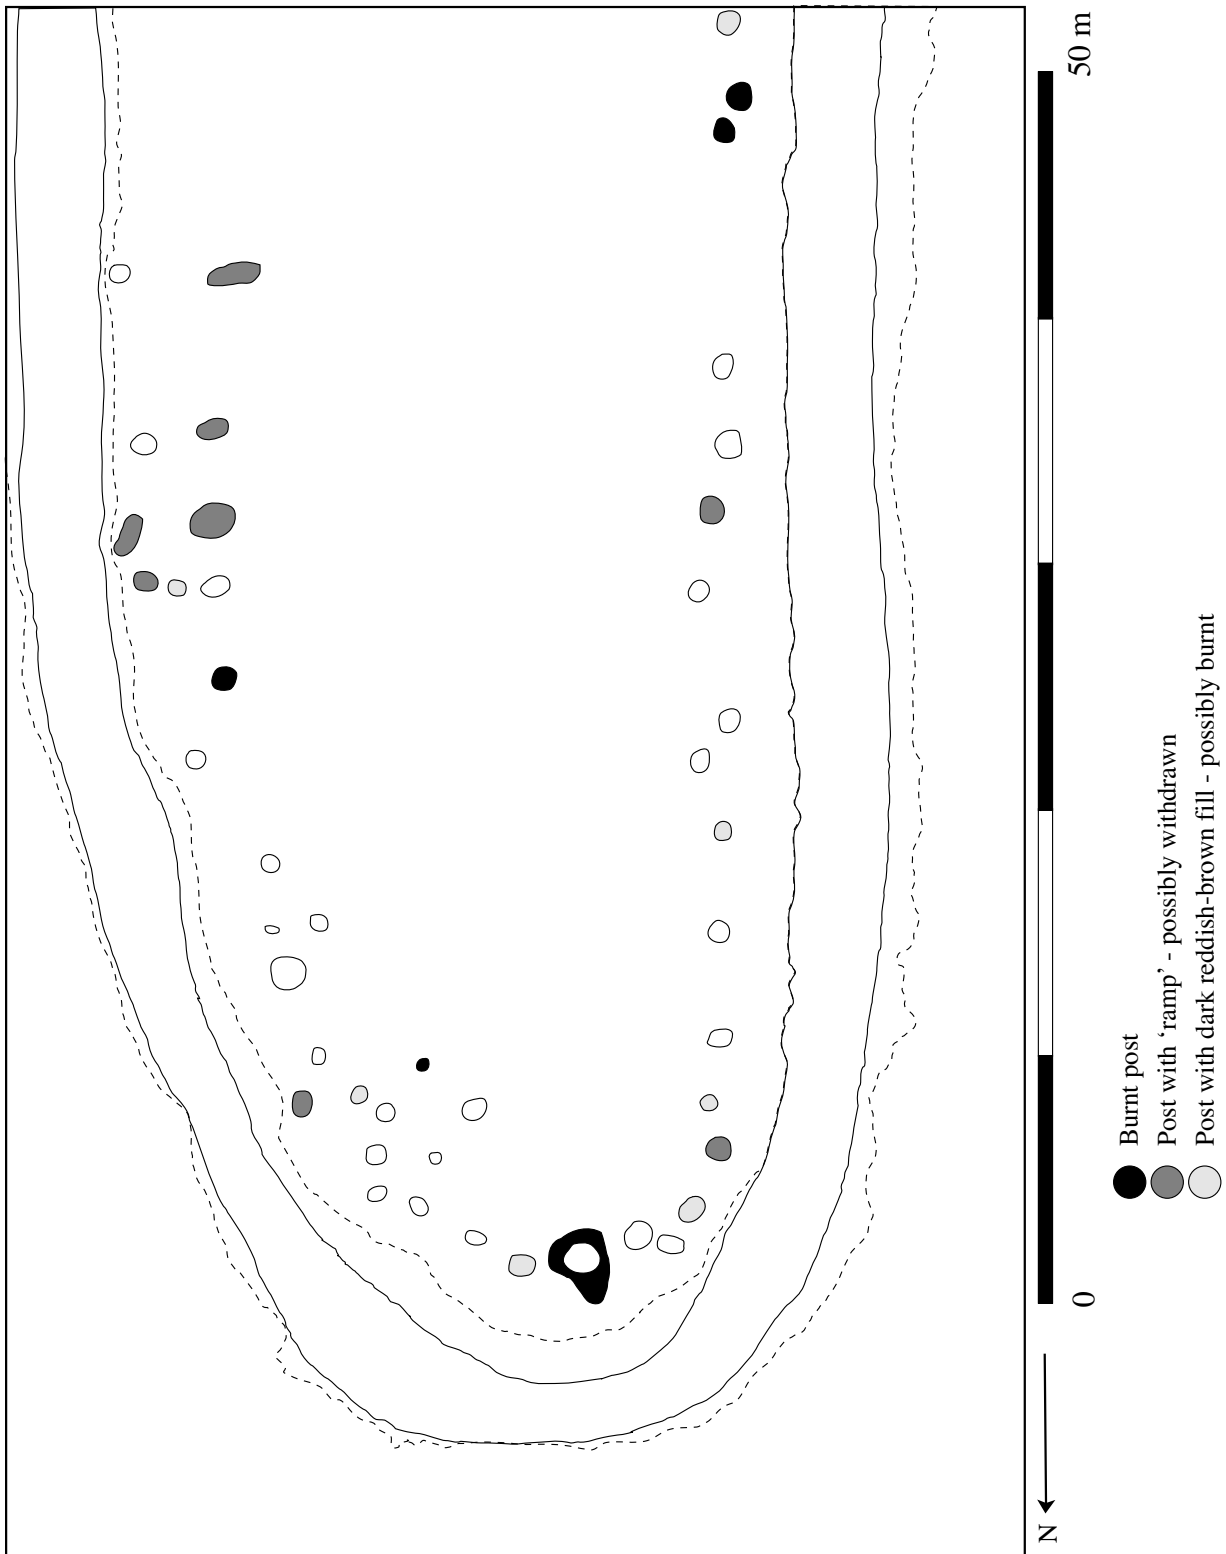 N
0
50 m
Burnt post
Post with ‘ramp’ - possibly withdrawn
Post with dark reddish-brown fill - possibly burnt